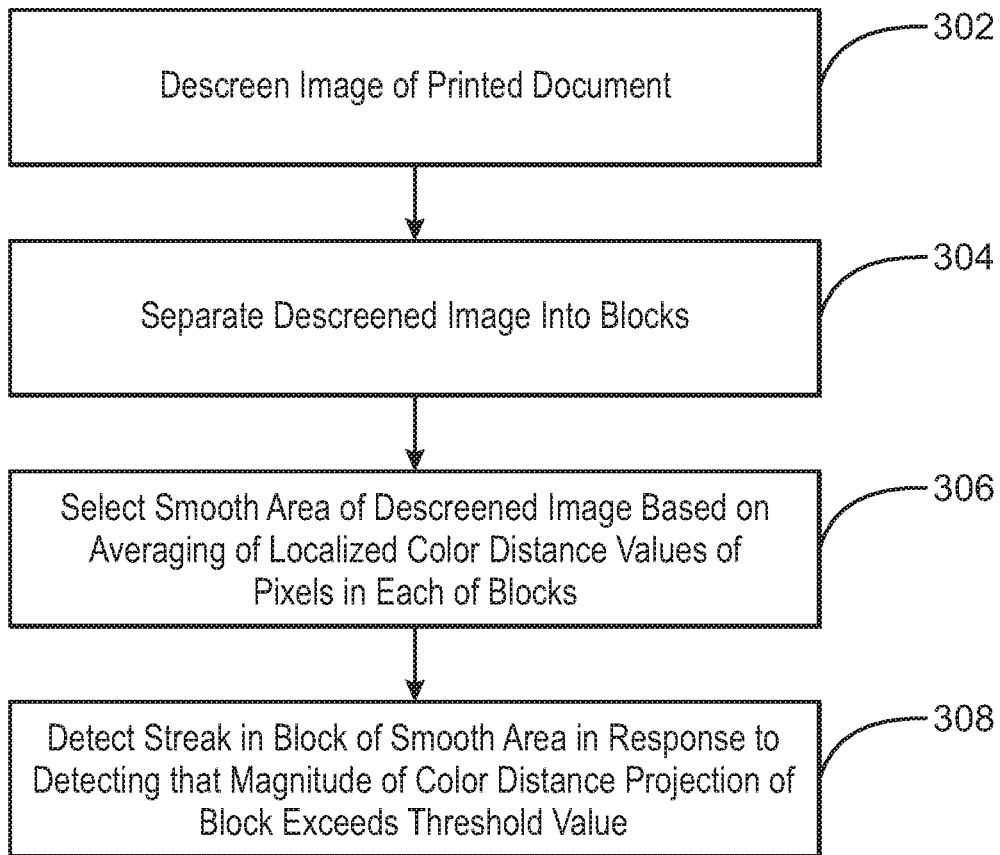 302
Descreen Image of Printed Document
304
Separate Descreened Image Into Blocks
306
Select Smooth Area of Descreened Image Based on
Averaging of Localized Color Distance Values of
Pixels in Each of Blocks
308
Detect Streak in Block of Smooth Area in Response to
Detecting that Magnitude of Color Distance Projection of
Block Exceeds Threshold Value